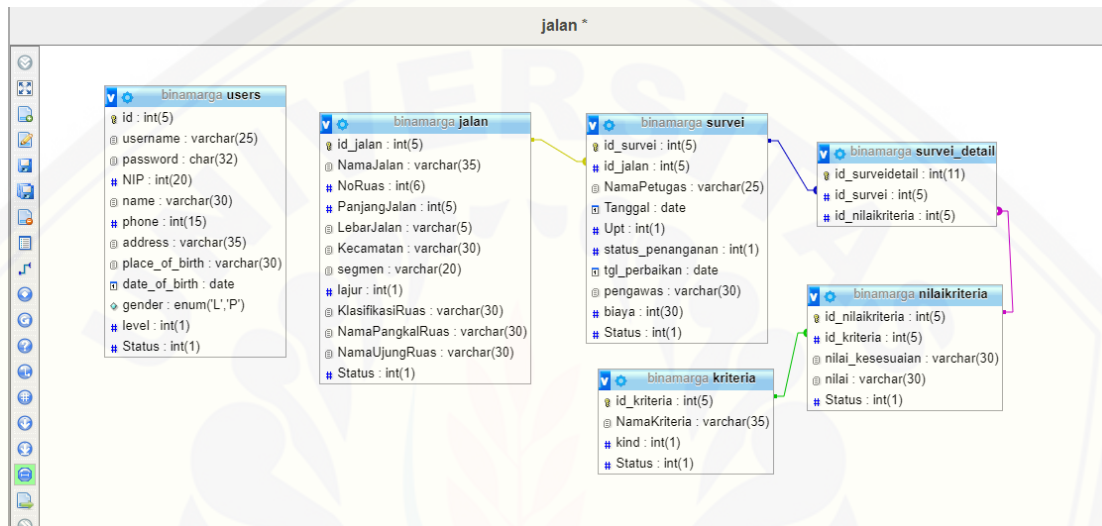 jalan *
binamarga users
id : int(5)
username : varchar(25)
password : char(32)
NIP : int(20)
name : varchar(30)
phone : int(15)
address : varchar(35)
place_of_birth : varchar(30)
date_of_birth : date
gender : enum('L','P')
level : int(1)
Status : int(1)
binamarga jalan
id_jalan : int(5)
NamaJalan : varchar(35)
NoRuas : int(6)
PanjangJalan : int(5)
LebarJalan : varchar(5)
Kecamatan : varchar(30)
segmen : varchar(20)
lajur : int(1)
KlasifikasiRuas : varchar(30)
NamaPangkalRuas : varchar(30)
NamaUjungRuas : varchar(30)
Status : int(1)
binamarga survei
id_survei : int(5)
id_jalan : int(5)
NamaPetugas : varchar(25)
Tanggal : date
Upt : int(1)
status_penanganan : int(1)
tgl_perbaikan : date
pengawas : varchar(30)
biaya : int(30)
Status : int(1)
binamarga survei_detail
id_surveidetail : int(11)
id_survei : int(5)
id_nilaikriteria : int(5)
binamarga nilaikriteria
id_nilaikriteria : int(5)
id_kriteria : int(5)
nilai_kesesuaian : varchar(30)
nilai : varchar(30)
Status : int(1)
binamarga kriteria
id_kriteria : int(5)
NamaKriteria : varchar(35)
kind : int(1)
Status : int(1)